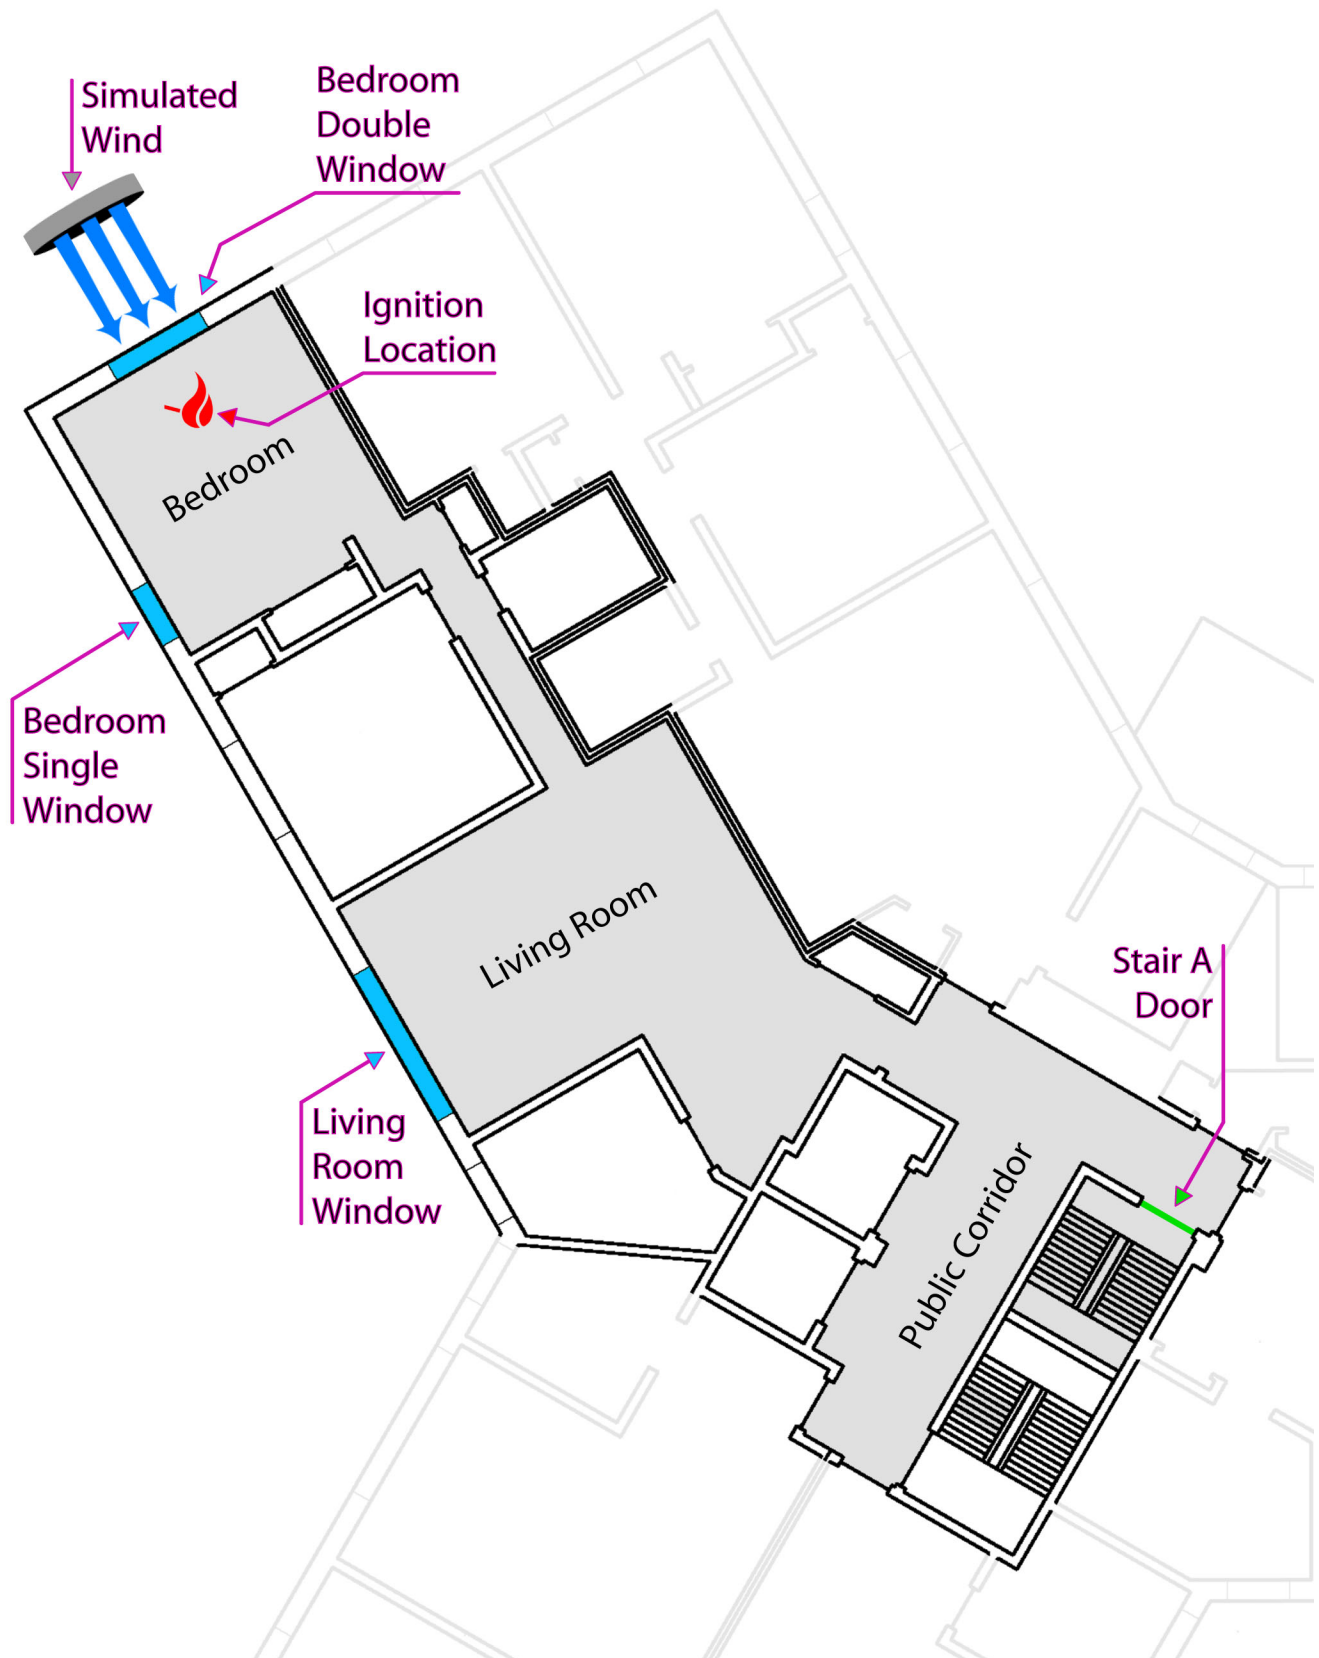 Simulated
Wind
Bedroom
Double
Window
Ignition
Location
Bedroom
Bedroom
Single
Window
Living Room
Stair A
Door
Living
Room
Window
Public Corridor